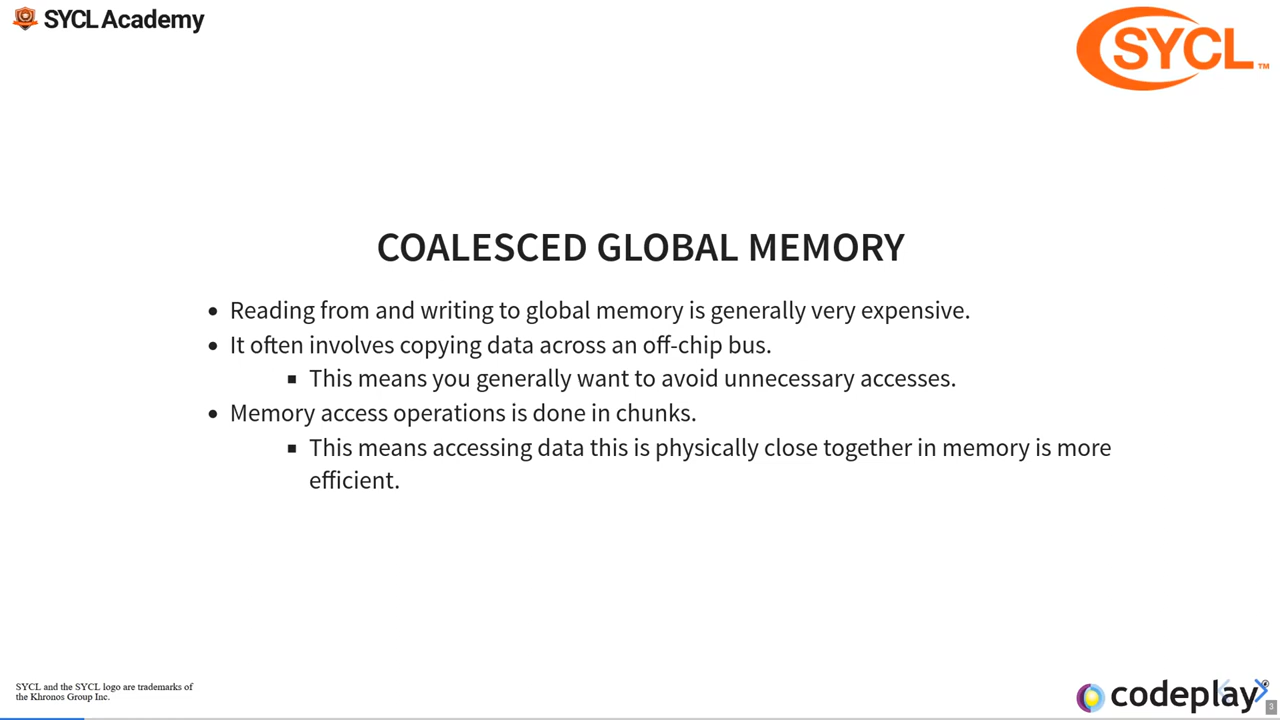 SYCL Academy
SYCL™
COALESCED GLOBAL MEMORY
• Reading from and writing to global memory is generally very expensive.
• It often involves copying data across an off-chip bus.
▪ This means you generally want to avoid unnecessary accesses.
• Memory access operations is done in chunks.
▪ This means accessing data this is physically close together in memory is more
efficient.
SYCL and the SYCL logo are trademarks of
the Khronos Group Inc.
codeplay®
3